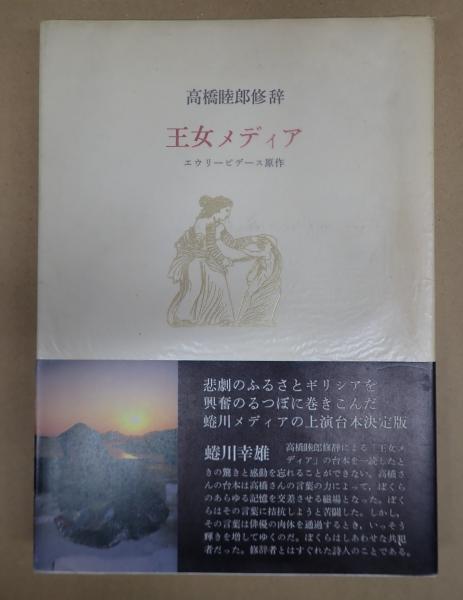 高橋睦郎修辞
王女メディア
エウリーピデース原作
悲劇のふるさとギリシアを
興奮のるつぼに巻きこんだ
蜷川メディアの上演台本決定版
蜷川幸雄
高橋睦郎修辞による「王女メ
ディア」の台本を一読したと
きの驚きと感動を忘れることができない。高橋さ
んの台本は高橋さんの言葉の力によって、ぼくら
のあらゆる記憶を交差させる磁場となった。ぼく
らはその言葉に拮抗しようと苦闘した。しかし、
その言葉は俳優の肉体を通過するとき、いっそう
輝きを増してゆくのだ。ぼくらはしあわせな共犯
者だった。修辞者とはすぐれた詩人のことである。